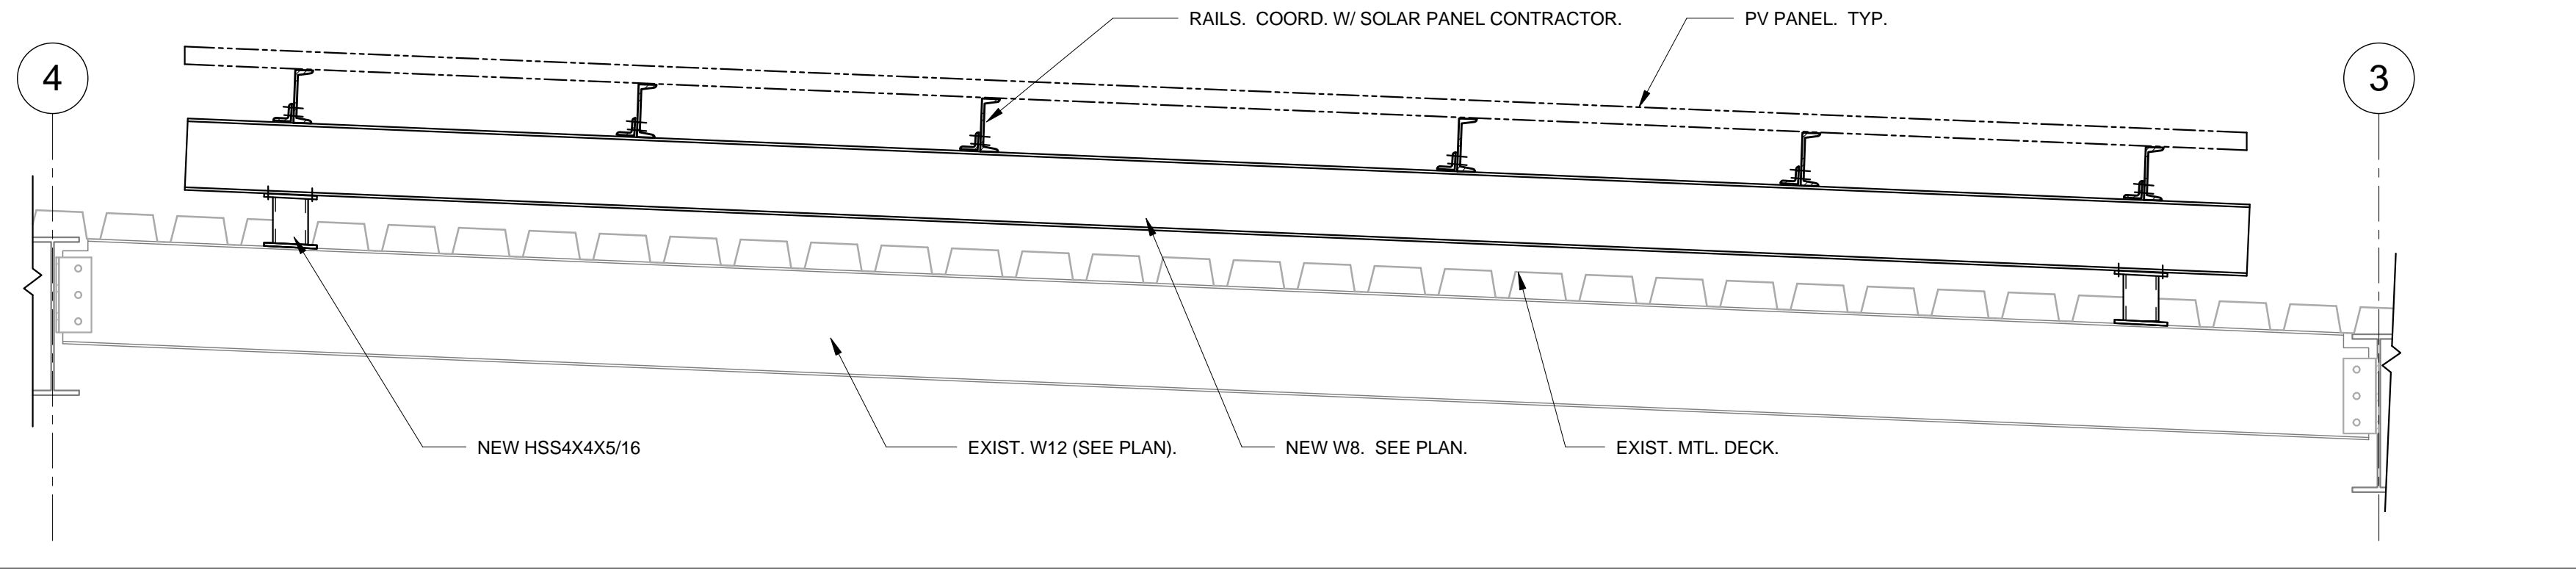 RAILS. COORD. W/ SOLAR PANEL CONTRACTOR.
PV PANEL. TYP.
4
3
NEW HSS4X4X5/16
EXIST. W12 (SEE PLAN).
NEW W8. SEE PLAN.
EXIST. MTL. DECK.